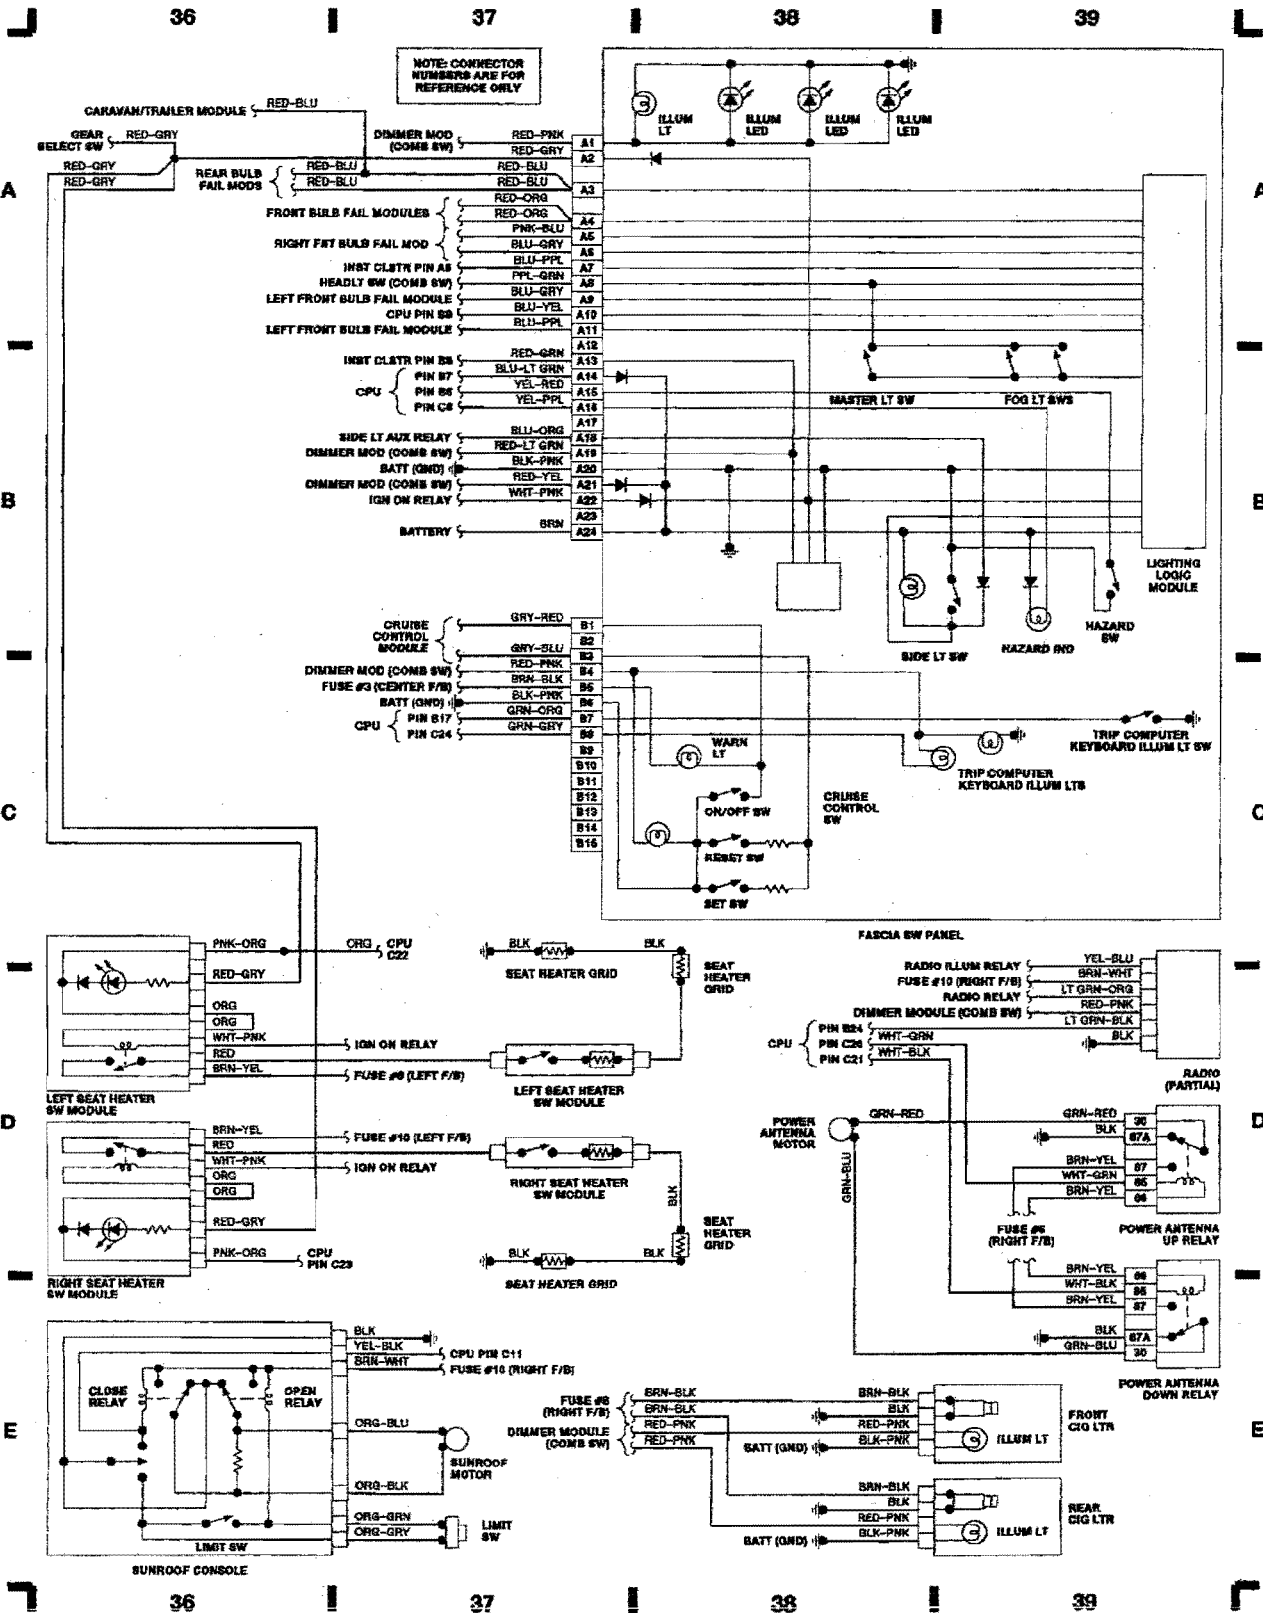 36 37 38 39
NOTE: CONNECTOR
NUMBERS ARE FOR
REFERENCE ONLY
CARAVAN/TRAILER MODULE RED-BLU
GEAR
SELECT SW RED-GRY
RED-GRY
RED-GRY
DIMMER MOD
(COMB SW) RED-PNK A1
RED-GRY A2
REAR BULB
FAIL MODS
RED-BLU RED-BLU
RED-BLU RED-BLU A3
FRONT BULB FAIL MODULES RED-ORG
RED-ORG A4
RIGHT FRT BULB FAIL MOD PNK-BLU A5
BLU-GRY A6
INST CLSTR PIN A5 BLU-PPL A7
HEADLT SW (COMB SW) PPL-GRN A8
LEFT FRONT BULB FAIL MODULE BLU-GRY A9
CPU PIN B9 BLU-YEL A10
LEFT FRONT BULB FAIL MODULE BLU-PPL A11
A12
INST CLSTR PIN B8 RED-GRN A13
CPU
PIN B7 BLU-LT GRN A14
PIN B6 YEL-RED A15
PIN C8 YEL-PPL A16
A17
SIDE LT AUX RELAY BLU-ORG A18
DIMMER MOD (COMB SW) RED-LT GRN A19
BATT (GND) BLK-PNK A20
DIMMER MOD (COMB SW) RED-YEL A21
IGN ON RELAY WHT-PNK A22
A23
BATTERY BRN A24
ILLUM
LT
ILLUM
LED
ILLUM
LED
ILLUM
LED
MASTER LT SW
FOG LT SWS
LIGHTING
LOGIC
MODULE
SIDE LT SW
HAZARD IND
HAZARD
SW
A A
B B
C C
D D
E E
CRUISE
CONTROL
MODULE
GRY-RED B1
B2
GRY-BLU B3
DIMMER MOD (COMB SW) RED-PNK B4
FUSE #3 (CENTER F/B) BRN-BLK B5
BATT (GND) BLK-PNK B6
CPU
PIN B17 GRN-ORG B7
PIN C24 GRN-GRY B8
B9
B10
B11
B12
B13
B14
B15
WARN
LT
ON/OFF SW
RESET SW
SET SW
CRUISE
CONTROL
SW
TRIP COMPUTER
KEYBOARD ILLUM LTS
TRIP COMPUTER
KEYBOARD ILLUM LT SW
FASCIA SW PANEL
PNK-ORG ORG CPU
C22
RED-GRY
ORG
ORG
WHT-PNK IGN ON RELAY
RED
BRN-YEL FUSE #8 (LEFT F/B)
LEFT SEAT HEATER
SW MODULE
BLK BLK
SEAT HEATER GRID
SEAT
HEATER
GRID
LEFT SEAT HEATER
SW MODULE
BRN-YEL FUSE #10 (LEFT F/B)
RED
WHT-PNK IGN ON RELAY
ORG
ORG
RED-GRY
PNK-ORG CPU
PIN C23
RIGHT SEAT HEATER
SW MODULE
RIGHT SEAT HEATER
SW MODULE
BLK
SEAT
HEATER
GRID
BLK BLK
SEAT HEATER GRID
RADIO ILLUM RELAY YEL-BLU
FUSE #10 (RIGHT F/B) BRN-WHT
RADIO RELAY LT GRN-ORG
DIMMER MODULE (COMB SW) RED-PNK
CPU
PIN B24 LT GRN-BLK
PIN C20 WHT-GRN BLK
PIN C21 WHT-BLK
RADIO
(PARTIAL)
POWER
ANTENNA
MOTOR
GRN-RED GRN-RED 30
BLK 87A
GRN-BLU
BRN-YEL 87
WHT-GRN 85
BRN-YEL 86
FUSE #6
(RIGHT F/B)
POWER ANTENNA
UP RELAY
BRN-YEL 86
WHT-BLK 85
BRN-YEL 87
BLK 87A
GRN-BLU 30
POWER ANTENNA
DOWN RELAY
BLK
YEL-BLK CPU PIN C11
BRN-WHT FUSE #10 (RIGHT F/B)
CLOSE
RELAY
OPEN
RELAY
ORG-BLU
SUNROOF
MOTOR
ORG-BLK
ORG-GRN
ORG-GRY
LIMIT
SW
LIMIT SW
SUNROOF CONSOLE
FUSE #8
(RIGHT F/B)
BRN-BLK BRN-BLK
BRN-BLK BLK
DIMMER MODULE
(COMB SW)
RED-PNK RED-PNK
RED-PNK BATT (GND) BLK-PNK
ILLUM LT
FRONT
CIG LTR
BRN-BLK
BLK
RED-PNK
BATT (GND) BLK-PNK
ILLUM LT
REAR
CIG LTR
36 37 38 39